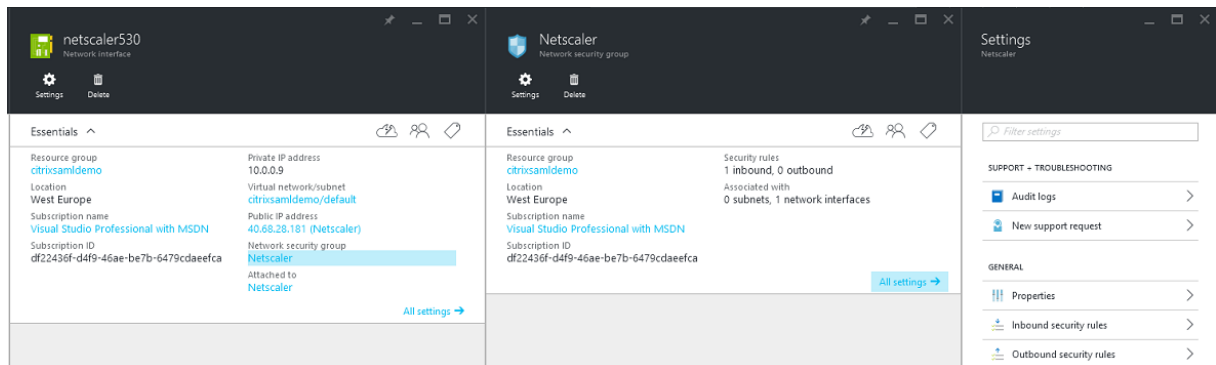 netscaler530
Network interface
Settings
Delete
Essentials
Resource group
citrixsamldemo
Location
West Europe
Subscription name
Visual Studio Professional with MSDN
Subscription ID
df22436f-d4f9-46ae-be7b-6479cdaeefca
Private IP address
10.0.0.9
Virtual network/subnet
citrixsamldemo/default
Public IP address
40.68.28.181 (Netscaler)
Network security group
Netscaler
Attached to
Netscaler
All settings →
Netscaler
Network security group
Settings
Delete
Essentials
Resource group
citrixsamldemo
Location
West Europe
Subscription name
Visual Studio Professional with MSDN
Subscription ID
df22436f-d4f9-46ae-be7b-6479cdaeefca
Security rules
1 inbound, 0 outbound
Associated with
0 subnets, 1 network interfaces
All settings →
Settings
Netscaler
Filter settings
SUPPORT + TROUBLESHOOTING
Audit logs
New support request
GENERAL
Properties
Inbound security rules
Outbound security rules